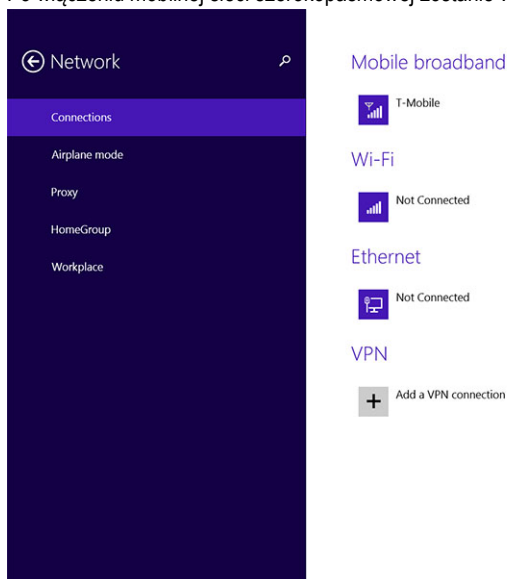 Network
Connections
Airplane mode
Proxy
HomeGroup
Workplace
Mobile broadband
T-Mobile
Wi-Fi
Not Connected
Ethernet
Not Connected
VPN
Add a VPN connection